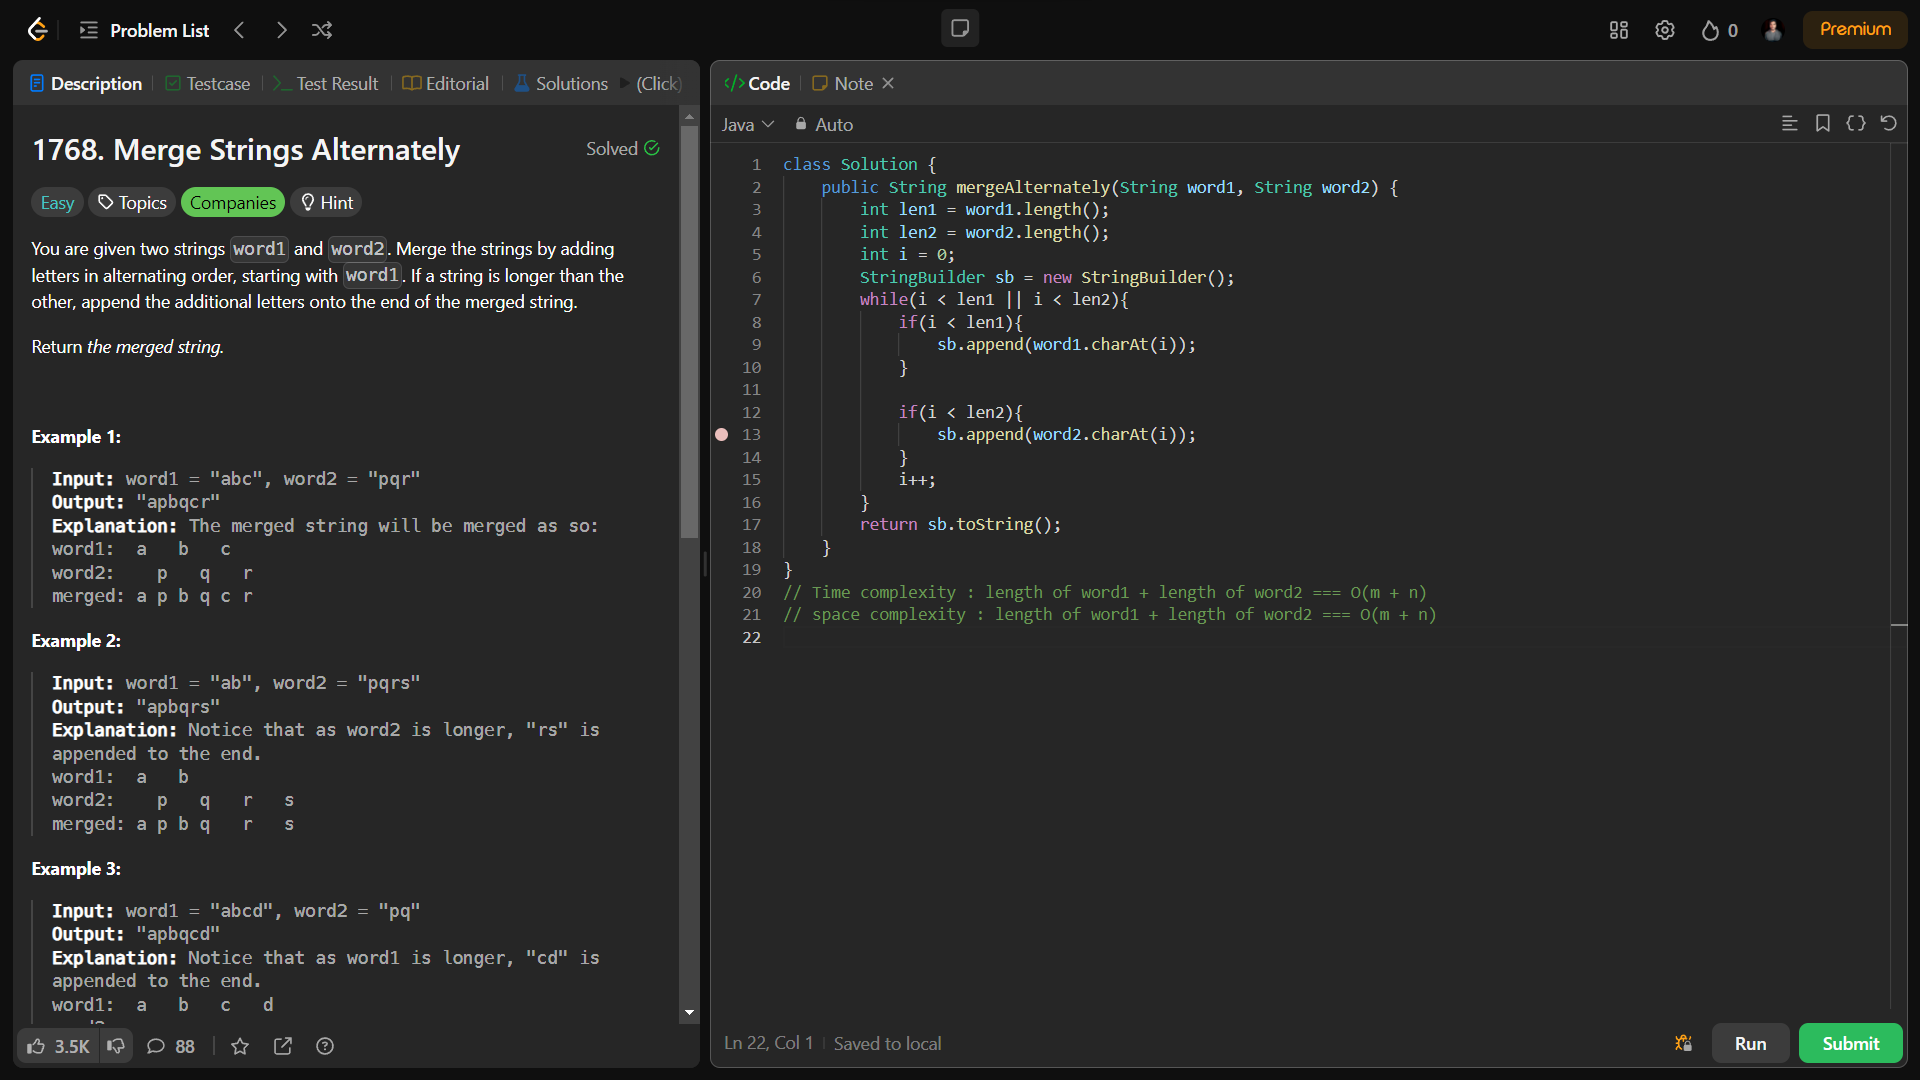 Problem List
0
Premium
Description
Testcase
Test Result
Editorial
Solutions
(Click)
1768. Merge Strings Alternately
Solved
Easy
Topics
Companies
Hint
You are given two strings word1 and word2. Merge the strings by adding
letters in alternating order, starting with word1. If a string is longer than the
other, append the additional letters onto the end of the merged string.
Return the merged string.
Example 1:
Input: word1 = "abc", word2 = "pqr"
Output: "apbqcr"
Explanation: The merged string will be merged as so:
word1:  a   b   c
word2:    p   q   r
merged: a p b q c r
Example 2:
Input: word1 = "ab", word2 = "pqrs"
Output: "apbqrs"
Explanation: Notice that as word2 is longer, "rs" is
appended to the end.
word1:  a   b
word2:    p   q   r   s
merged: a p b q   r   s
Example 3:
Input: word1 = "abcd", word2 = "pq"
Output: "apbqcd"
Explanation: Notice that as word1 is longer, "cd" is
appended to the end.
word1:  a   b   c   d
3.5K
88
Code
Note
Java
Auto
1 class Solution {
2     public String mergeAlternately(String word1, String word2) {
3         int len1 = word1.length();
4         int len2 = word2.length();
5         int i = 0;
6         StringBuilder sb = new StringBuilder();
7         while(i < len1 || i < len2){
8             if(i < len1){
9                 sb.append(word1.charAt(i));
10             }
11
12             if(i < len2){
13                 sb.append(word2.charAt(i));
14             }
15             i++;
16         }
17         return sb.toString();
18     }
19 }
20 // Time complexity : length of word1 + length of word2 === O(m + n)
21 // space complexity : length of word1 + length of word2 === O(m + n)
22
Ln 22, Col 1
Saved to local
Run
Submit